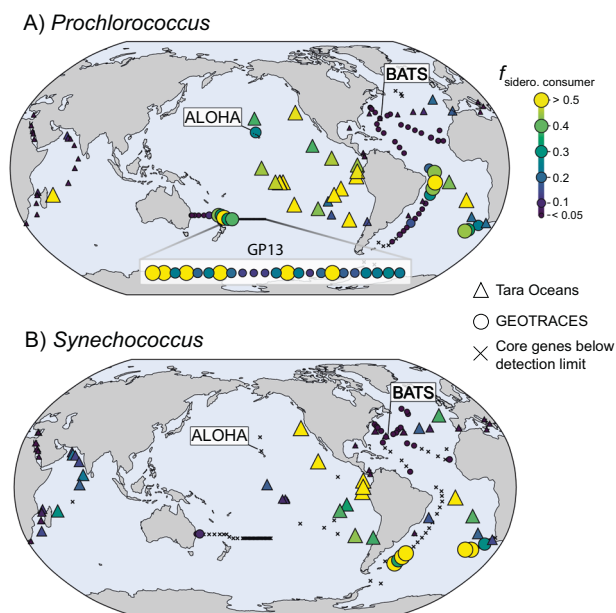 A) Prochlorococcus
BATS
ALOHA
GP13
f sidero. consumer
> 0.5
0.4
0.3
0.2
0.1
< 0.05
Tara Oceans
GEOTRACES
Core genes below
detection limit
B) Synechococcus
BATS
ALOHA